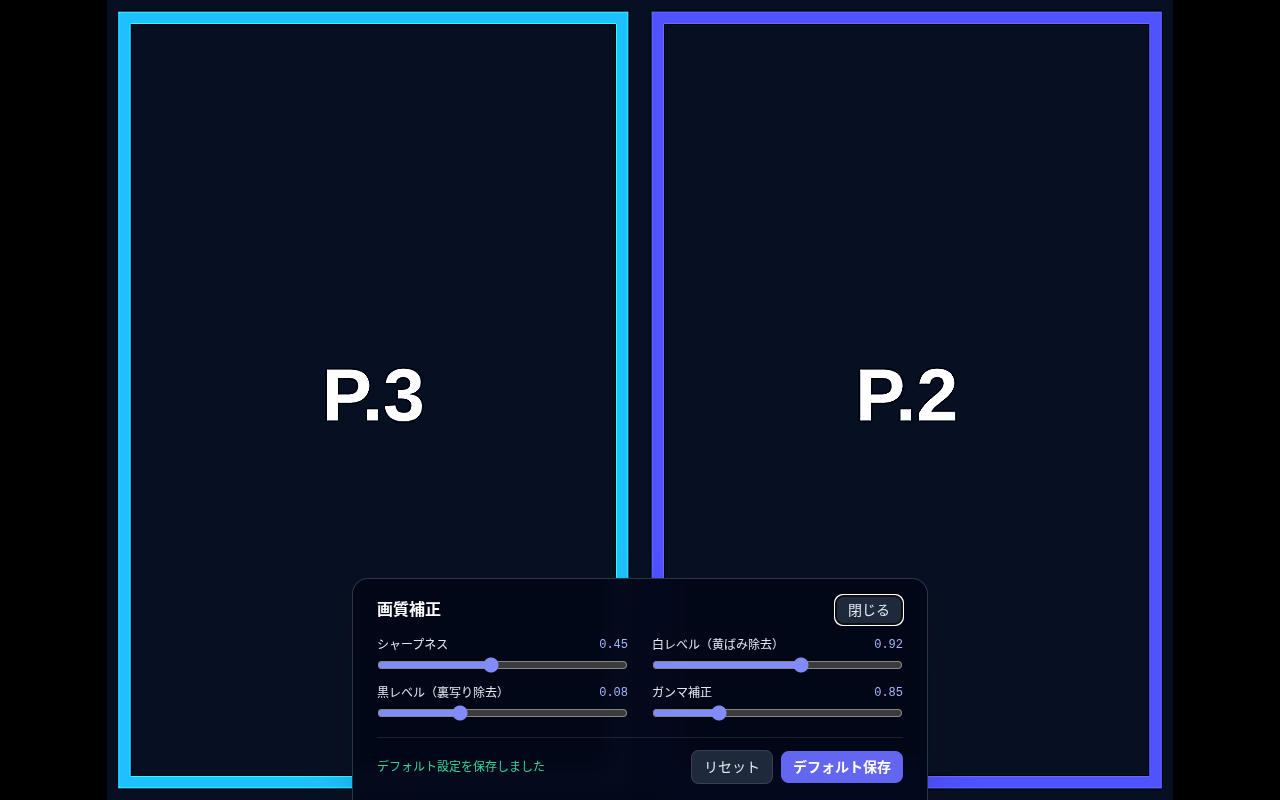 P.3
P.2
画質補正
閉じる
シャープネス 0.45
白レベル（黄ばみ除去） 0.92
黒レベル（裏写り除去） 0.08
ガンマ補正 0.85
デフォルト設定を保存しました
リセット
デフォルト保存